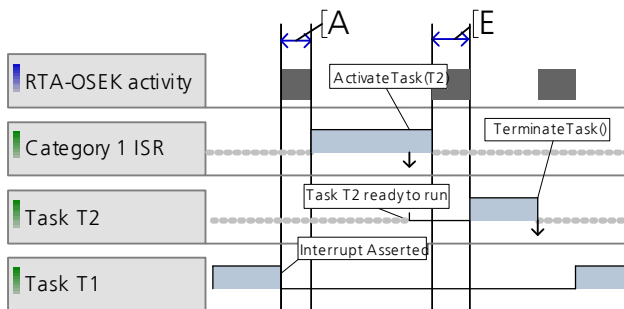 A
E
RTA-OSEK activity
ActivateTask(T2)
Category 1 ISR
TerminateTask()
Task T2 ready to run
Task T2
Interrupt Asserted
Task T1